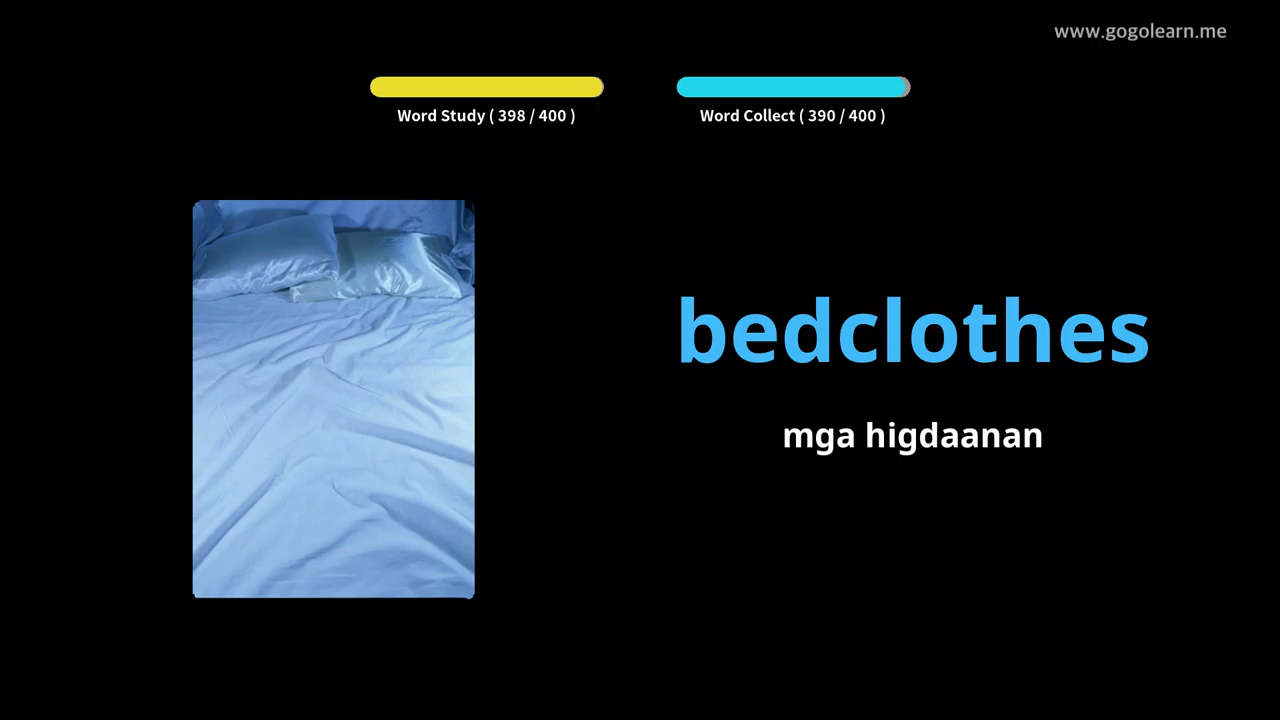 www.gogolearn.me
Word Study ( 398 / 400 )
Word Collect ( 390 / 400 )
bedclothes
mga higdaanan